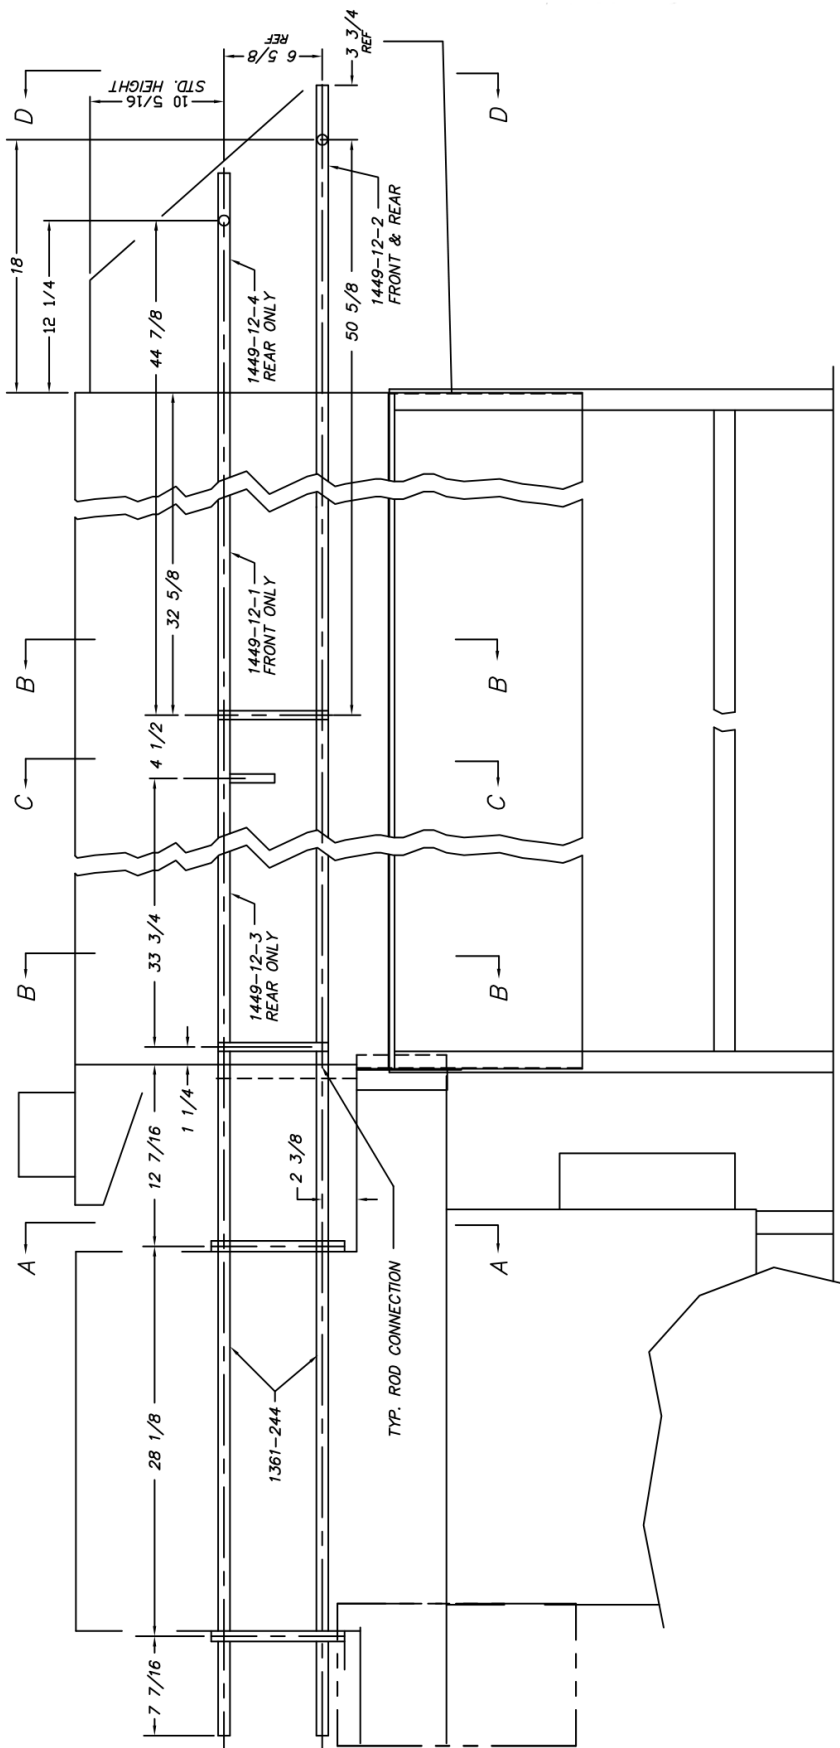 D
10 5/16
STD. HEIGHT
6 5/8
REF
3 3/4
REF
D
18
12 1/4
44 7/8
1449-12-4
REAR ONLY
1449-12-2
FRONT & REAR
50 5/8
32 5/8
1449-12-1
FRONT ONLY
B
B
4 1/2
C
C
33 3/4
1449-12-3
REAR ONLY
B
B
1 1/4
12 7/16
2 3/8
A
A
TYP. ROD CONNECTION
28 1/8
1361-244
7 7/16